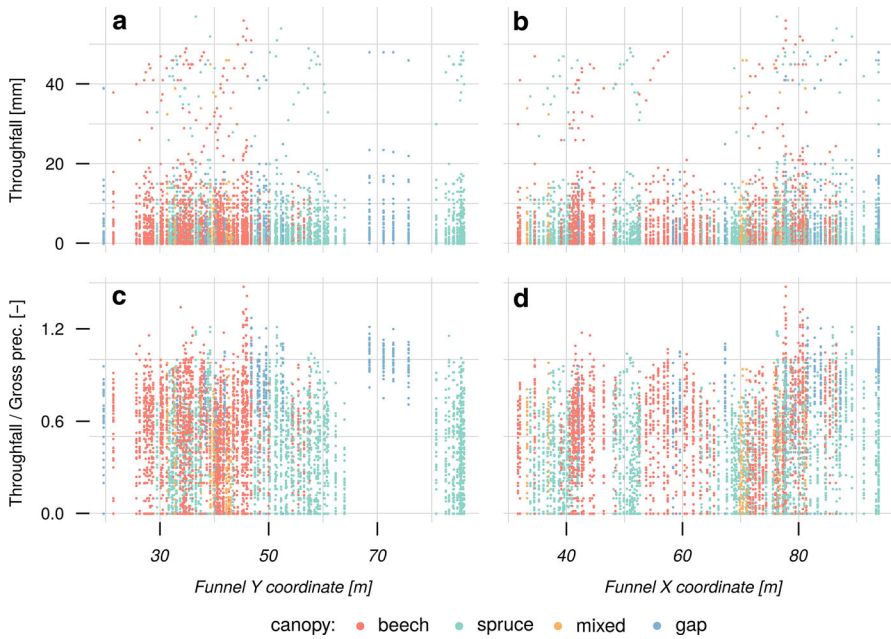 a
b
Throughfall [mm]
40
20
0
c
d
Throughfall / Gross prec. [-]
1.2
0.6
0.0
30 50 70
40 60 80
Funnel Y coordinate [m]
Funnel X coordinate [m]
canopy: beech spruce mixed gap